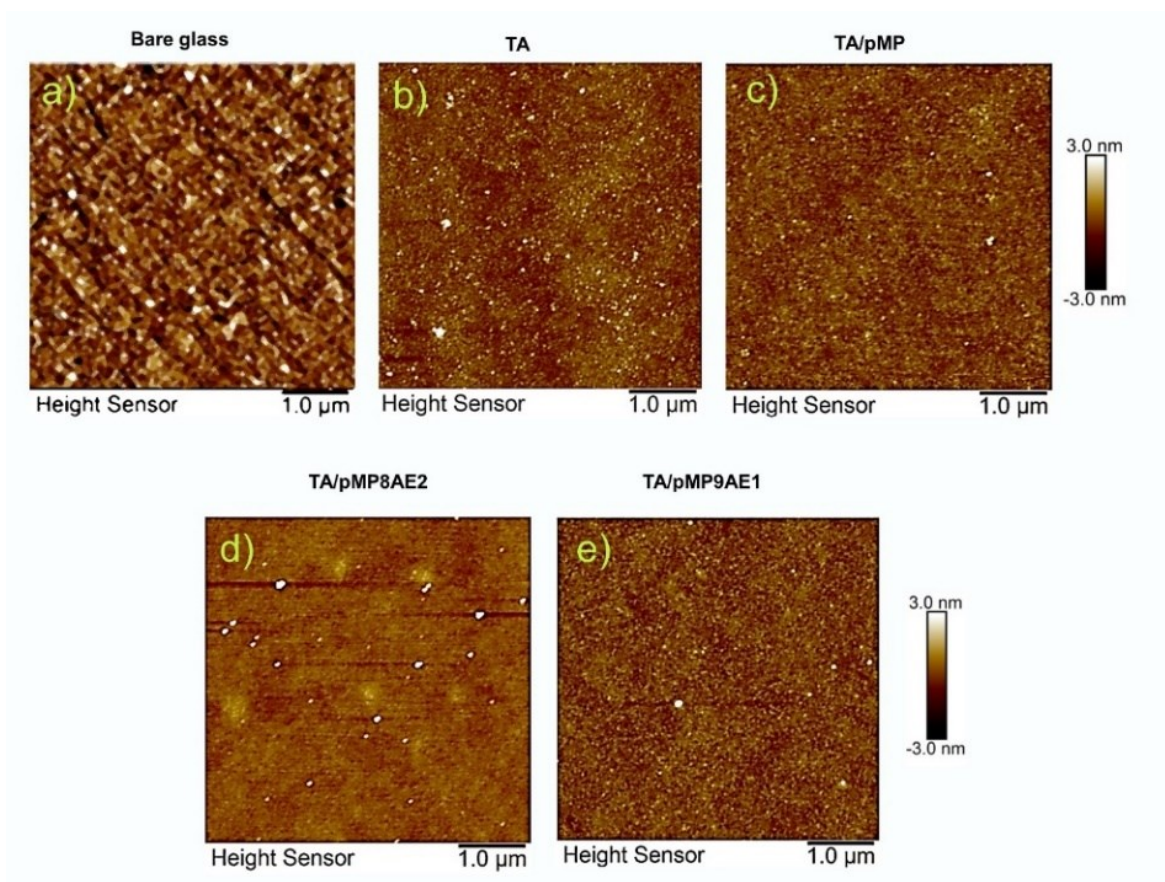 Bare glass
TA
TA/pMP
a)
b)
c)
3.0 nm
-3.0 nm
Height Sensor
1.0 µm
Height Sensor
1.0 µm
Height Sensor
1.0 µm
TA/pMP8AE2
TA/pMP9AE1
d)
e)
3.0 nm
-3.0 nm
Height Sensor
1.0 µm
Height Sensor
1.0 µm